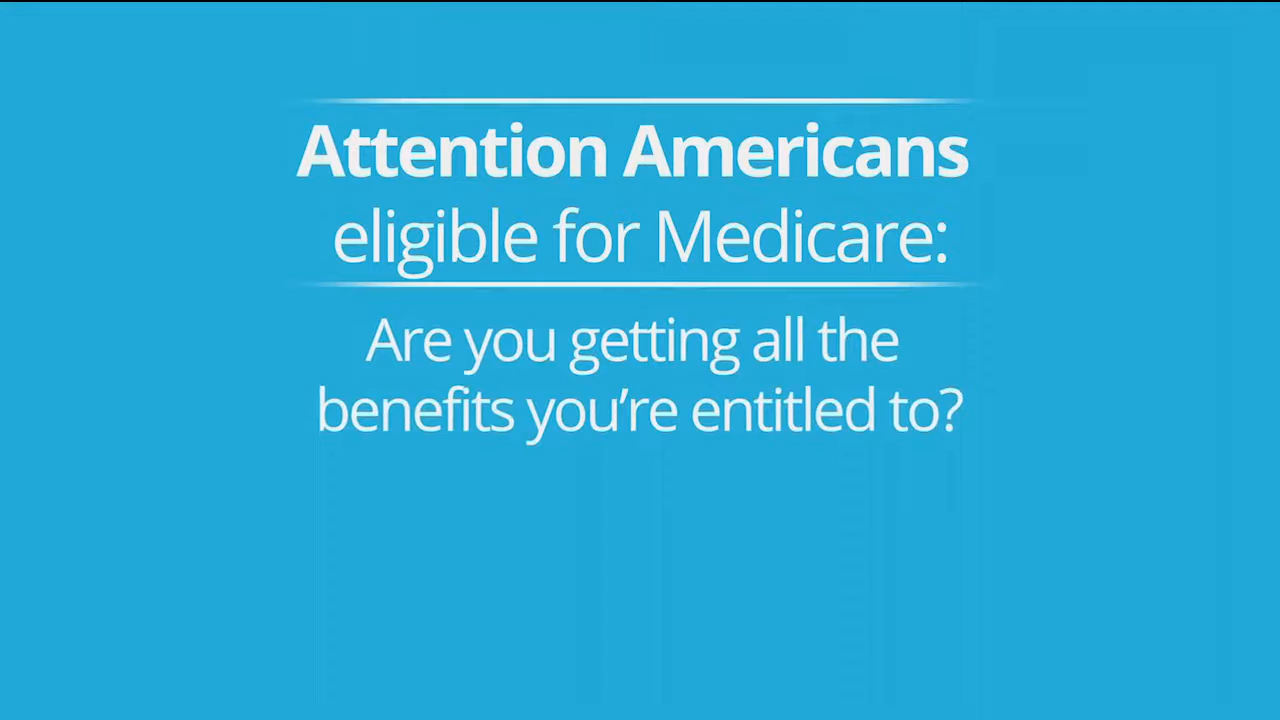 Attention Americans
eligible for Medicare:
Are you getting all the
benefits you’re entitled to?